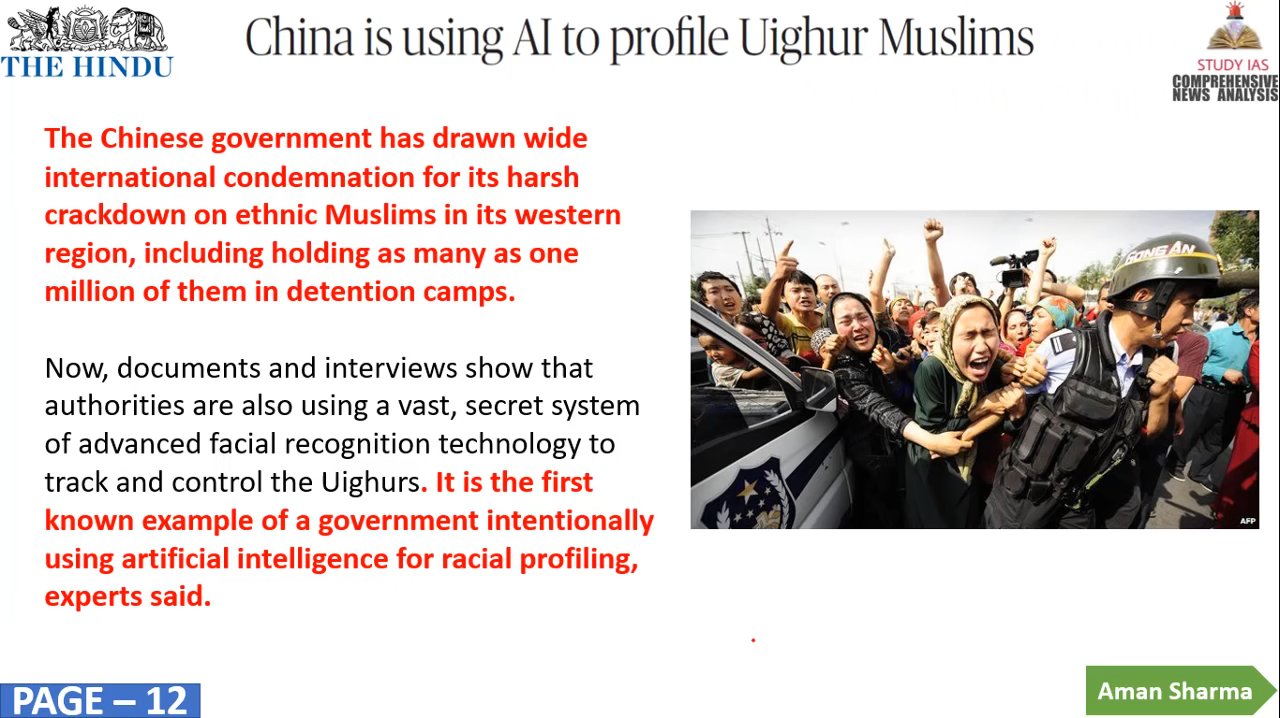 THE HINDU
China is using AI to profile Uighur Muslims
STUDY IAS
COMPREHENSIVE
NEWS ANALYSIS
The Chinese government has drawn wide
international condemnation for its harsh
crackdown on ethnic Muslims in its western
region, including holding as many as one
million of them in detention camps.
Now, documents and interviews show that
authorities are also using a vast, secret system
of advanced facial recognition technology to
track and control the Uighurs. It is the first
known example of a government intentionally
using artificial intelligence for racial profiling,
experts said.
GONG AN
AFP
PAGE – 12
Aman Sharma